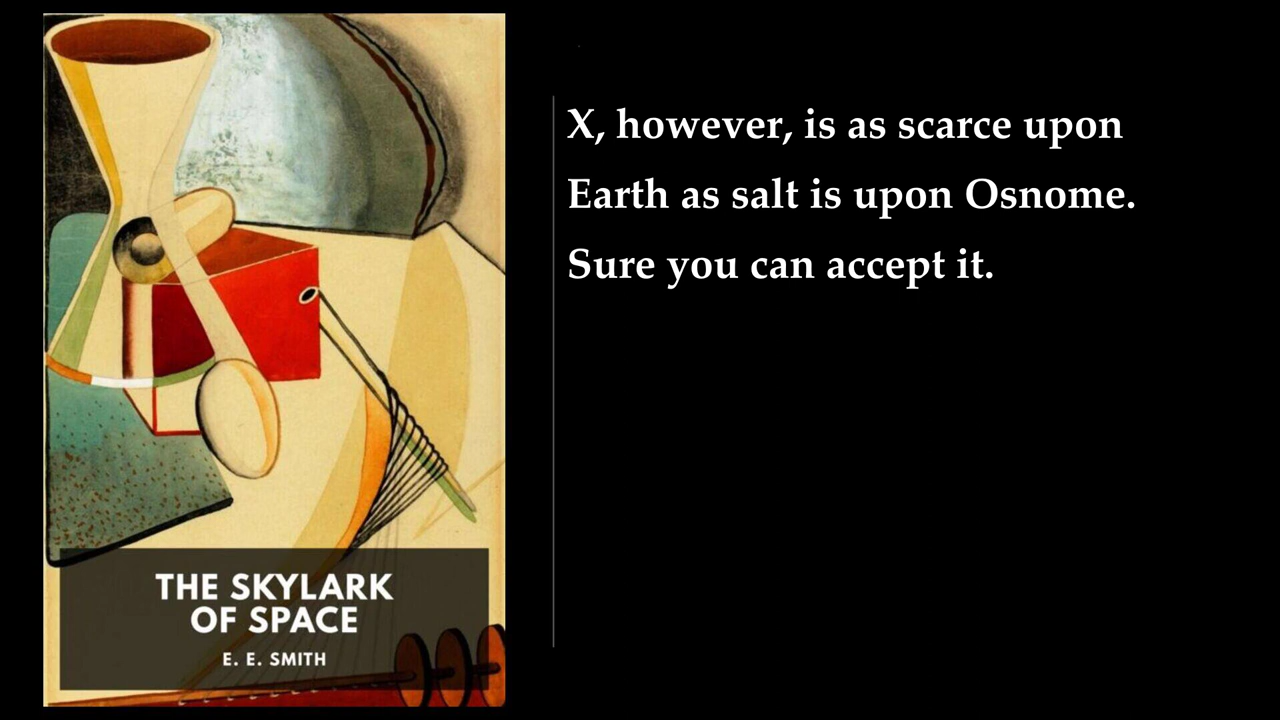 THE SKYLARK
OF SPACE
E. E. SMITH
X, however, is as scarce upon
Earth as salt is upon Osnome.
Sure you can accept it.